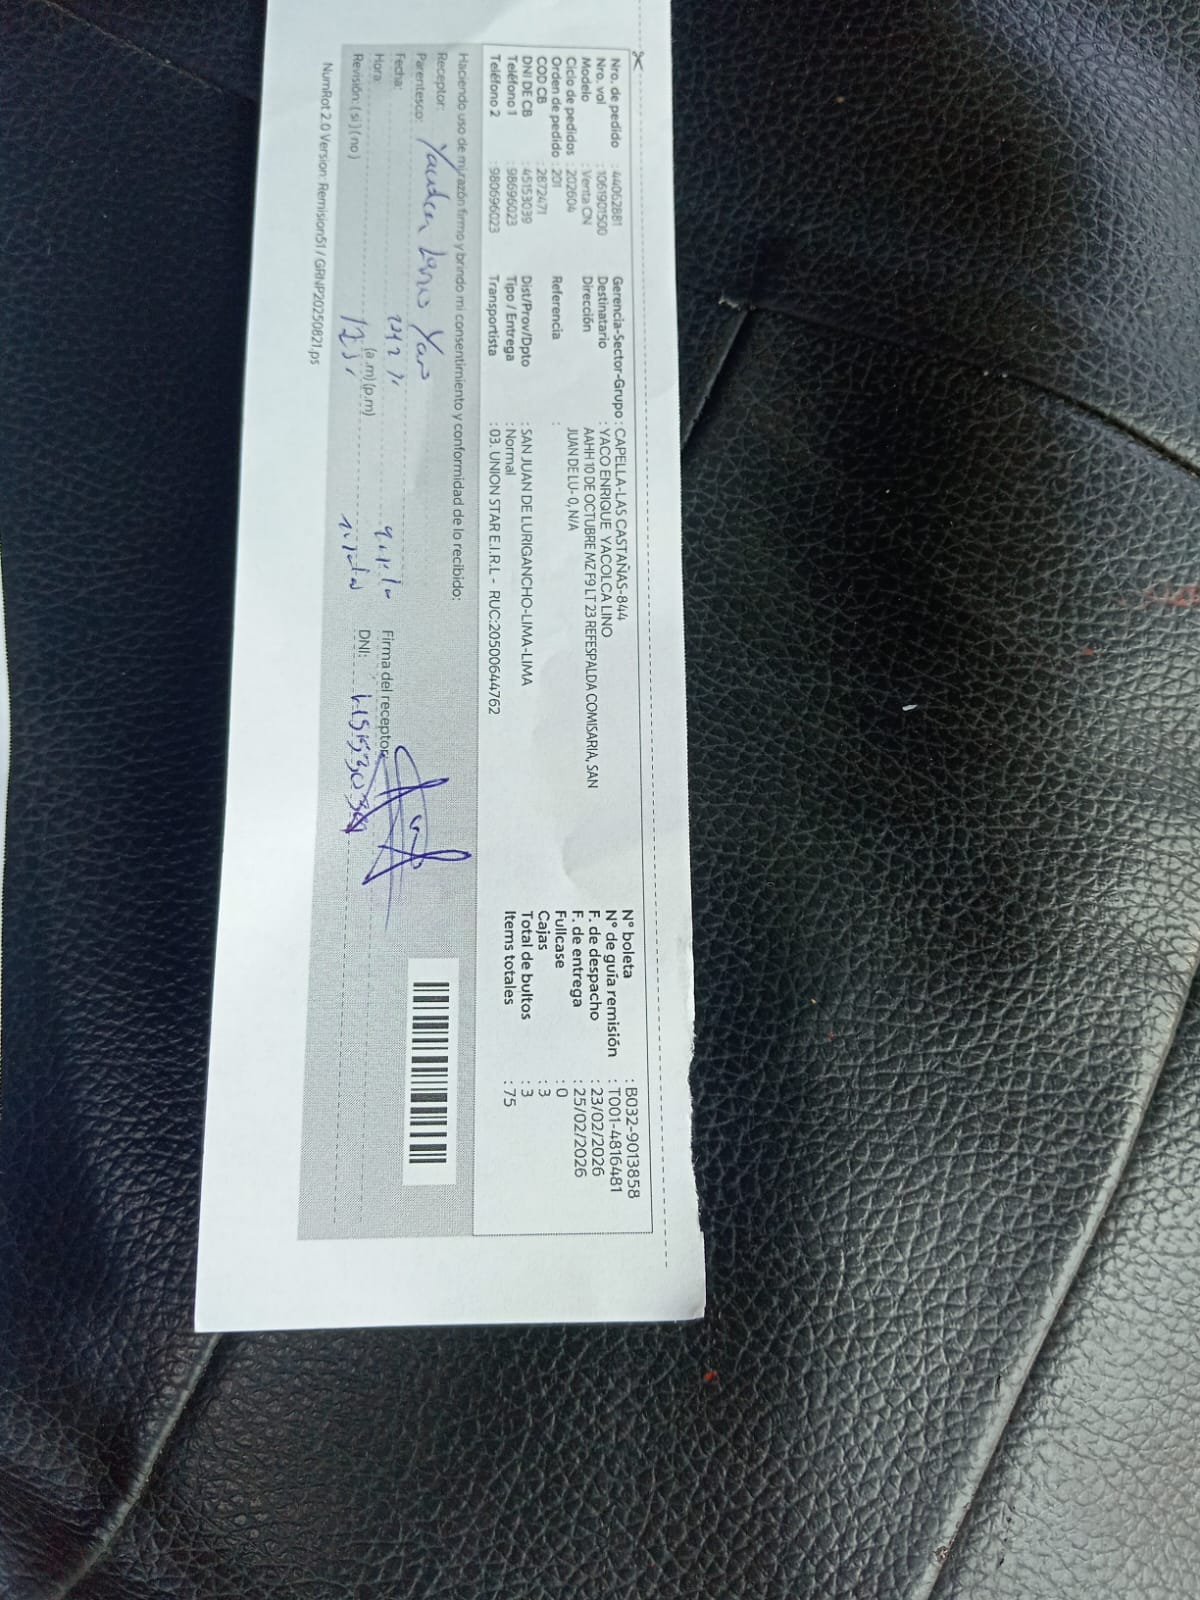 Nro. de pedido : 44062881
Nro. val : 1061901500
Modelo : Venta CN
Ciclo de pedidos : 202604
Orden de pedido : 201
COD CB : 2872471
DNI DE CB : 45153039
Teléfono 1 : 98696023
Teléfono 2 : 980696023
Gerencia-Sector-Grupo : CAPELLA-LAS CASTAÑAS-844
Destinatario : YACO ENRIQUE YACOLCA LINO
Dirección AAHH 10 DE OCTUBRE MZ F9 LT 23 REFESPALDA COMISARIA, SAN
JUAN DE LU- 0, N/A
Referencia :
Dist/Prov/Dpto : SAN JUAN DE LURIGANCHO-LIMA-LIMA
Tipo / Entrega : Normal
Transportista : 03. UNION STAR E.I.R.L - RUC:20500644762
N° boleta : B032-9013858
N° de guía remisión : T001-4816481
F. de despacho : 23/02/2026
F. de entrega : 25/02/2026
Fullcase : 0
Cajas : 3
Total de bultos : 3
Items totales : 75
Haciendo uso de mi razón firmo y brindo mi consentimiento y conformidad de lo recibido:
Receptor:
Parentesco:
Fecha:
Hora: (a.m) (p.m)
Firma del receptor:
Revisión: ( si ) ( no )
DNI:
NumRot 2.0 Version: Remision51 / GRNP20250821.ps